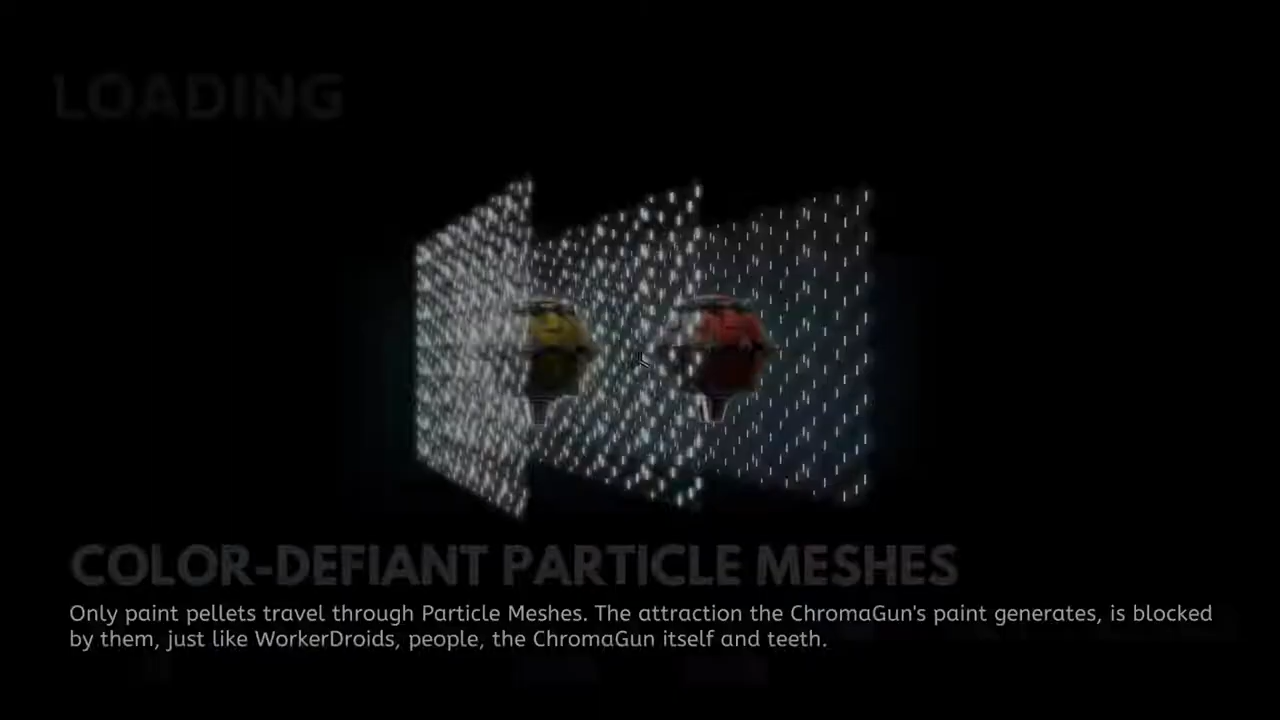 LOADING
COLOR-DEFIANT PARTICLE MESHES
Only paint pellets travel through Particle Meshes. The attraction the ChromaGun's paint generates, is blocked
by them, just like WorkerDroids, people, the ChromaGun itself and teeth.